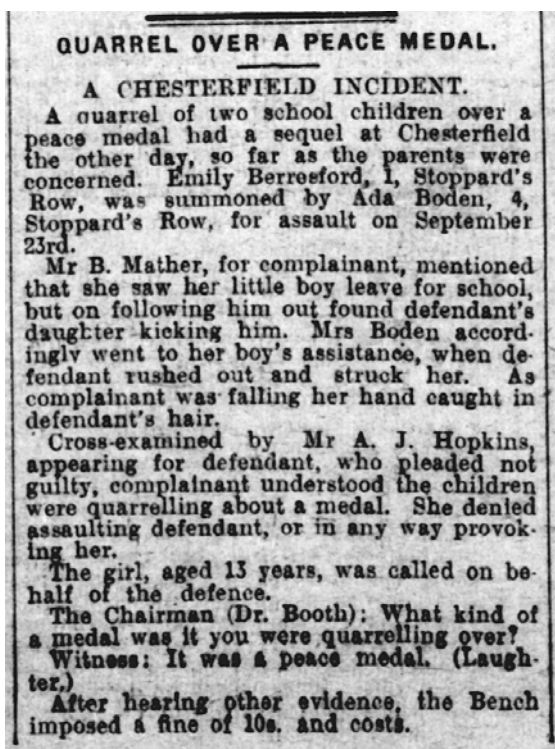 QUARREL OVER A PEACE MEDAL.
A CHESTERFIELD INCIDENT.
A quarrel of two school children over a
peace medal had a sequel at Chesterfield
the other day, so far as the parents were
concerned. Emily Berresford, 1, Stoppard's
Row, was summoned by Ada Boden, 4,
Stoppard's Row, for assault on September
23rd.
Mr B. Mather, for complainant, mentioned
that she saw her little boy leave for school,
but on following him out found defendant's
daughter kicking him. Mrs Boden accord-
ingly went to her boy's assistance, when de-
fendant rushed out and struck her. As
complainant was falling her hand caught in
defendant's hair.
Cross-examined by Mr A. J. Hopkins,
appearing for defendant, who pleaded not
guilty, complainant understood the children
were quarrelling about a medal. She denied
assaulting defendant, or in any way provok-
ing her.
The girl, aged 13 years, was called on be-
half of the defence.
The Chairman (Dr. Booth): What kind of
a medal was it you were quarrelling over?
Witness: It was a peace medal. (Laugh-
ter.)
After hearing other evidence, the Bench
imposed a fine of 10s. and costs.